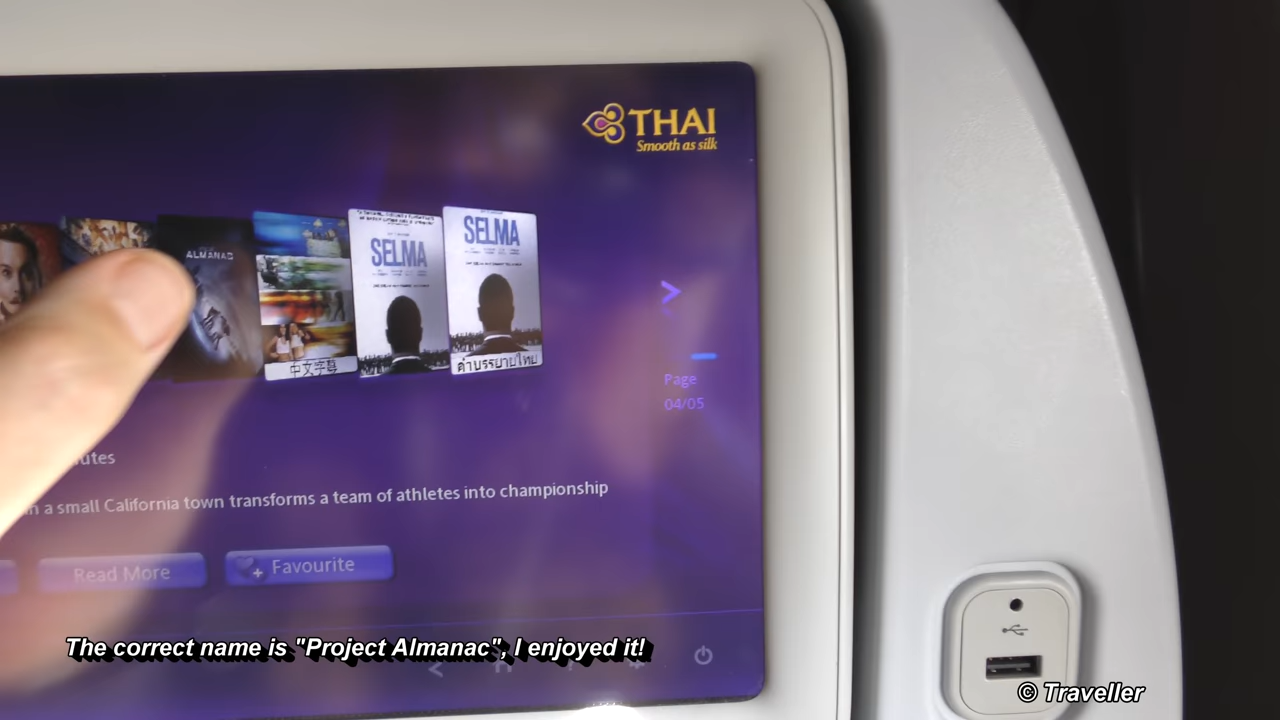 THAI
Smooth as silk
ALMANAC
SELMA
SELMA
中文字幕
คำบรรยายไทย
>
Page
04/05
utes
n a small California town transforms a team of athletes into championship
Read More
Favourite
The correct name is "Project Almanac", I enjoyed it!
© Traveller